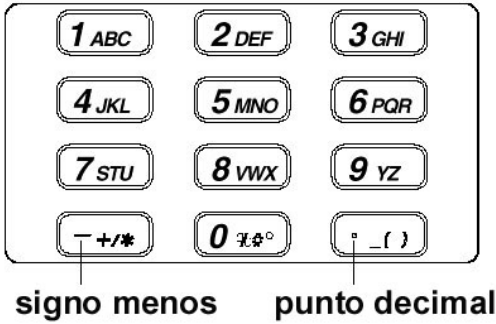 1 ABC 2 DEF 3 GHI
4 JKL 5 MNO 6 PQR
7 STU 8 VWX 9 YZ
- +/* 0 %#° . _( )
signo menos punto decimal